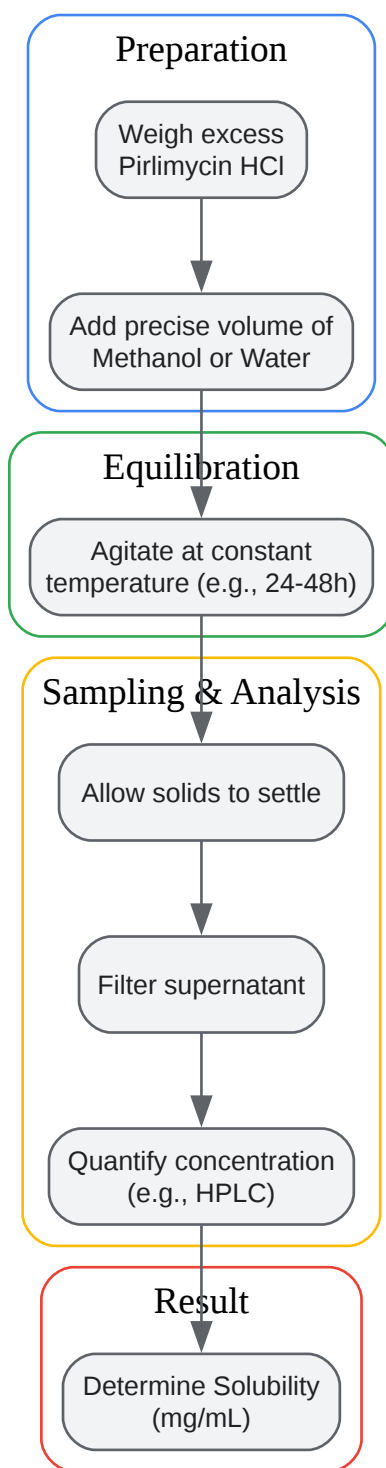 Preparation
Weigh excess
Pirlimycin HCl
Add precise volume of
Methanol or Water
Equilibration
Agitate at constant
temperature (e.g., 24-48h)
Sampling & Analysis
Allow solids to settle
Filter supernatant
Quantify concentration
(e.g., HPLC)
Result
Determine Solubility
(mg/mL)